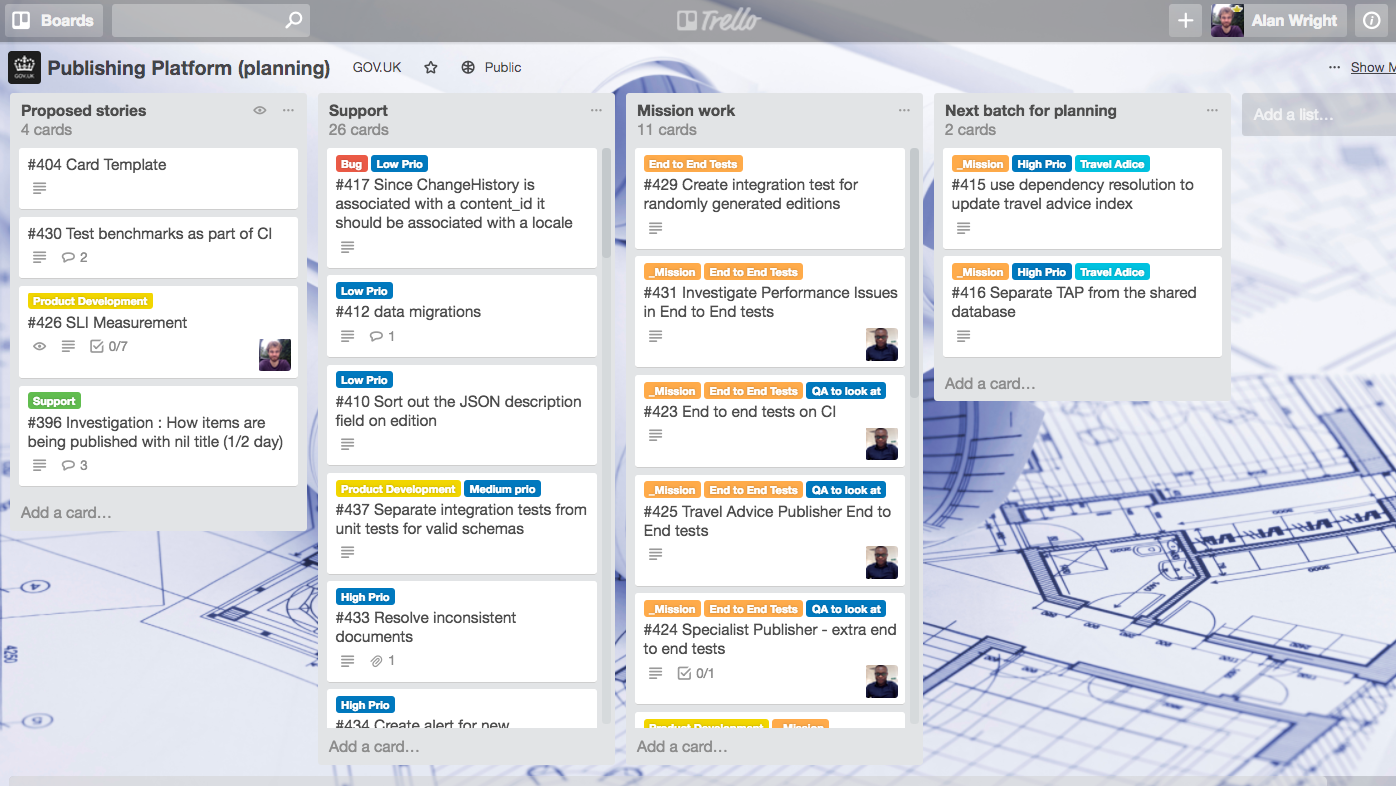 Boards
Trello
Alan Wright
GOV.UK
Publishing Platform (planning)
GOV.UK
Public
...
Show M
Proposed stories
4 cards
#404 Card Template
#430 Test benchmarks as part of CI
2
Product Development
#426 SLI Measurement
0/7
Support
#396 Investigation : How items are
being published with nil title (1/2 day)
3
Add a card…
Support
26 cards
Bug Low Prio
#417 Since ChangeHistory is
associated with a content_id it
should be associated with a locale
Low Prio
#412 data migrations
1
Low Prio
#410 Sort out the JSON description
field on edition
Product Development Medium prio
#437 Separate integration tests from
unit tests for valid schemas
High Prio
#433 Resolve inconsistent
documents
1
High Prio
#434 Create alert for new
Add a card…
Mission work
11 cards
End to End Tests
#429 Create integration test for
randomly generated editions
_Mission End to End Tests
#431 Investigate Performance Issues
in End to End tests
_Mission End to End Tests QA to look at
#423 End to end tests on CI
_Mission End to End Tests QA to look at
#425 Travel Advice Publisher End to
End tests
_Mission End to End Tests QA to look at
#424 Specialist Publisher - extra end
to end tests
0/1
Product Development _Mission
Add a card…
Next batch for planning
2 cards
_Mission High Prio Travel Adice
#415 use dependency resolution to
update travel advice index
_Mission High Prio Travel Adice
#416 Separate TAP from the shared
database
Add a card…
Add a list…